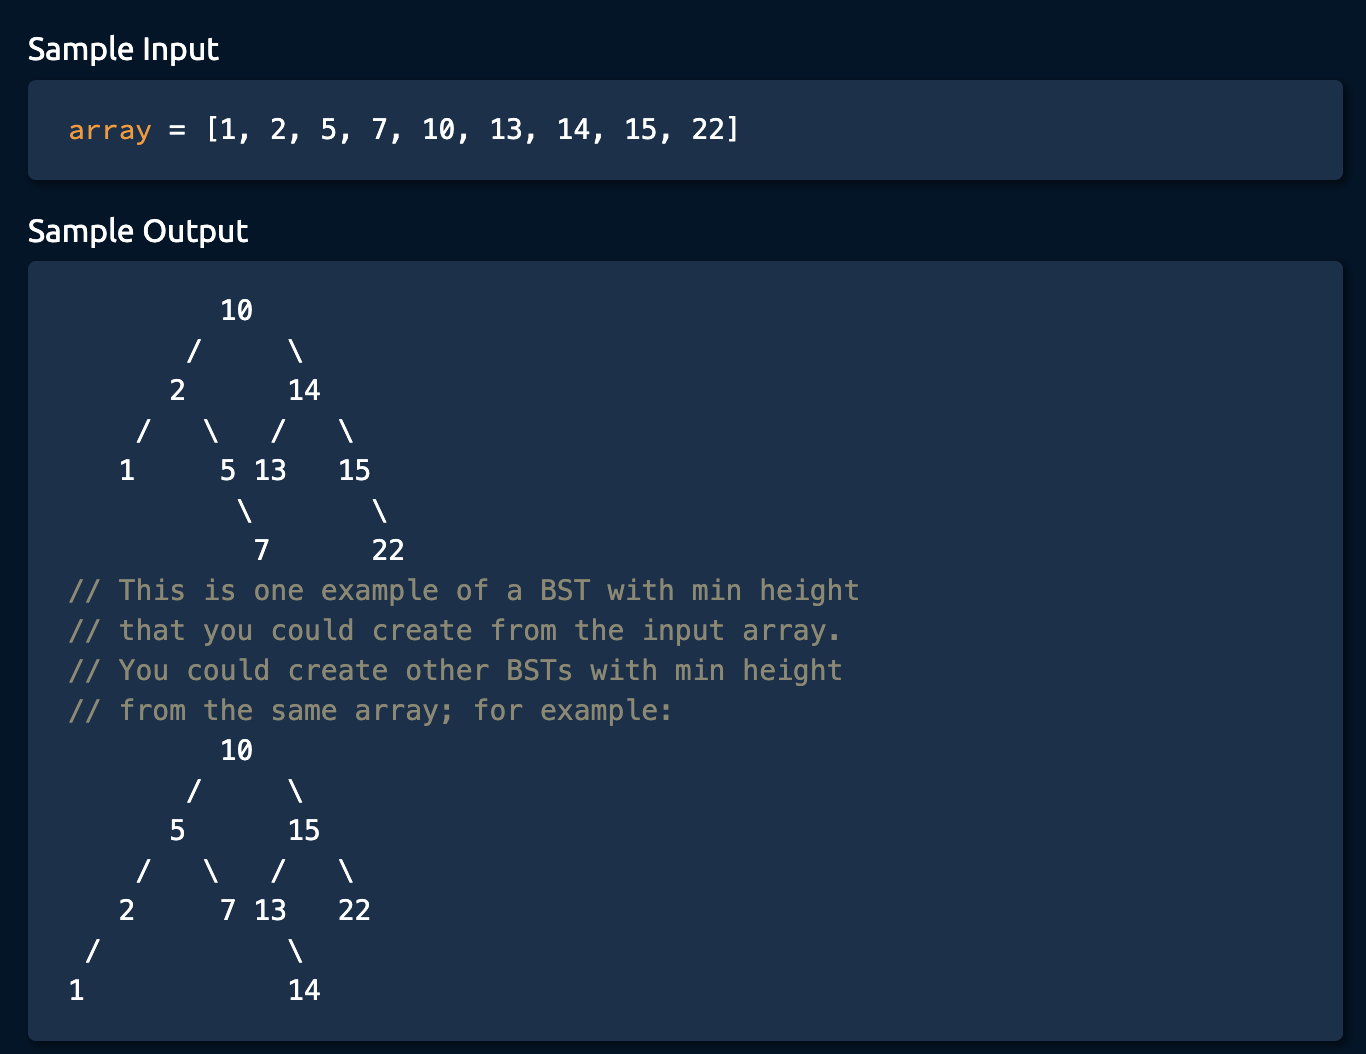 Sample Input
array = [1, 2, 5, 7, 10, 13, 14, 15, 22]
Sample Output
         10
       /     \
      2      14
    /   \   /   \
   1     5 13   15
          \       \
           7      22
// This is one example of a BST with min height
// that you could create from the input array.
// You could create other BSTs with min height
// from the same array; for example:
         10
       /     \
      5      15
    /   \   /   \
   2     7 13   22
 /           \
1            14